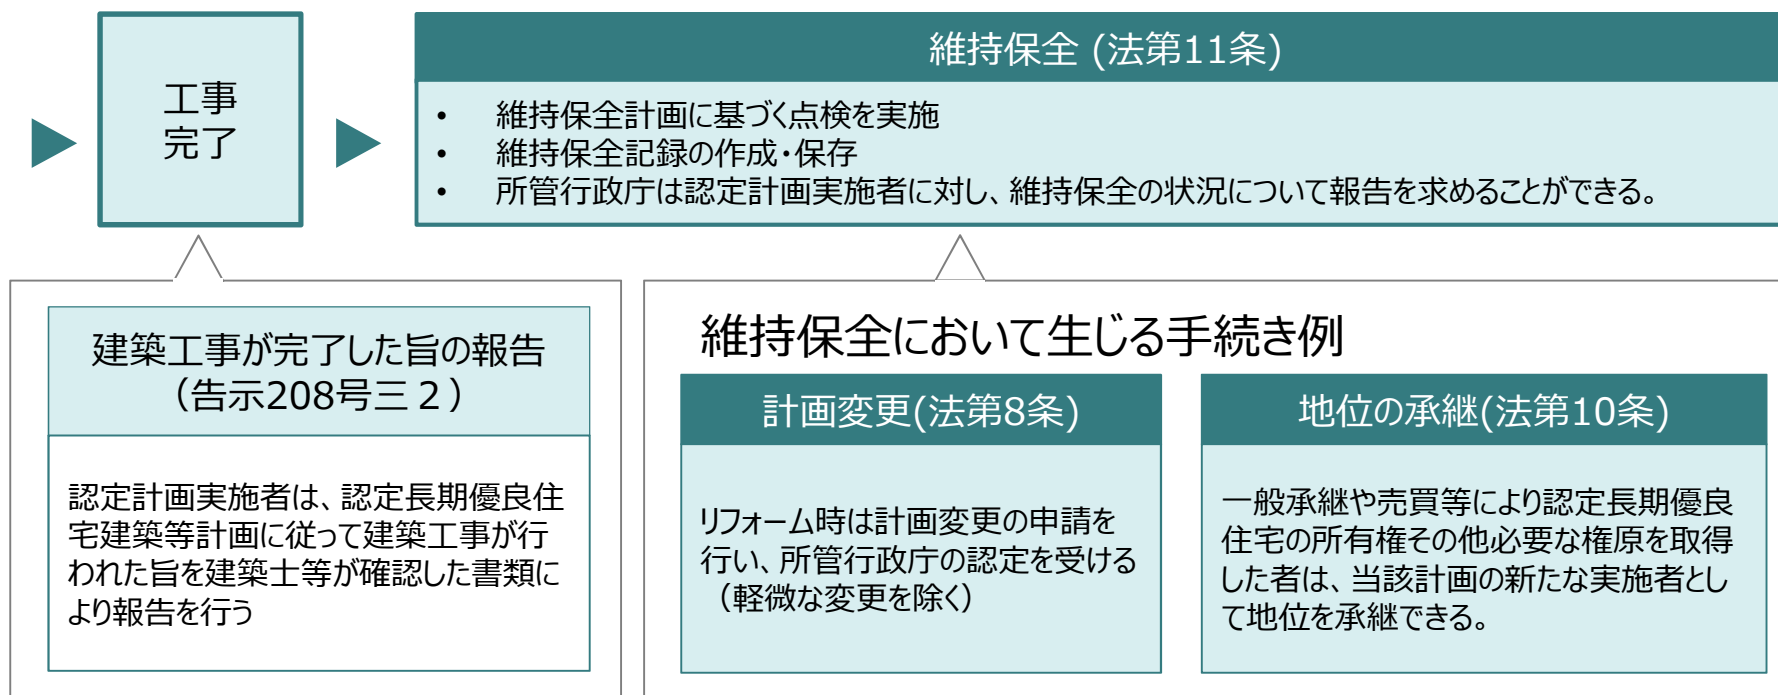 工事
完了
維持保全 (法第11条)
• 維持保全計画に基づく点検を実施
• 維持保全記録の作成・保存
• 所管行政庁は認定計画実施者に対し、維持保全の状況について報告を求めることができる。
建築工事が完了した旨の報告
（告示208号三２）
認定計画実施者は、認定長期優良住
宅建築等計画に従って建築工事が行
われた旨を建築士等が確認した書類に
より報告を行う
維持保全において生じる手続き例
計画変更(法第8条)
リフォーム時は計画変更の申請を
行い、所管行政庁の認定を受ける
（軽微な変更を除く）
地位の承継(法第10条)
一般承継や売買等により認定長期優良
住宅の所有権その他必要な権原を取得
した者は、当該計画の新たな実施者とし
て地位を承継できる。